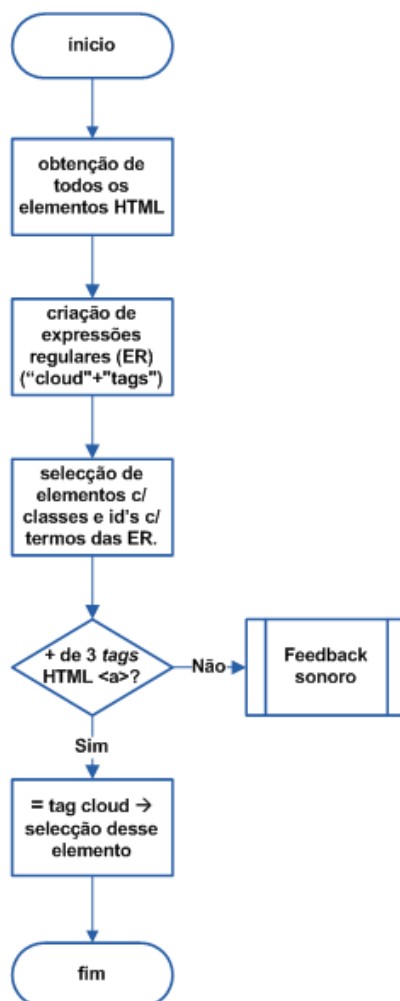 ínicio
obtenção de
todos os
elementos HTML
criação de
expressões
regulares (ER)
("cloud"+"tags")
selecção de
elementos c/
classes e id's c/
termos das ER.
+ de 3 tags
HTML <a>?
Não
Feedback
sonoro
Sim
= tag cloud →
selecção desse
elemento
fim